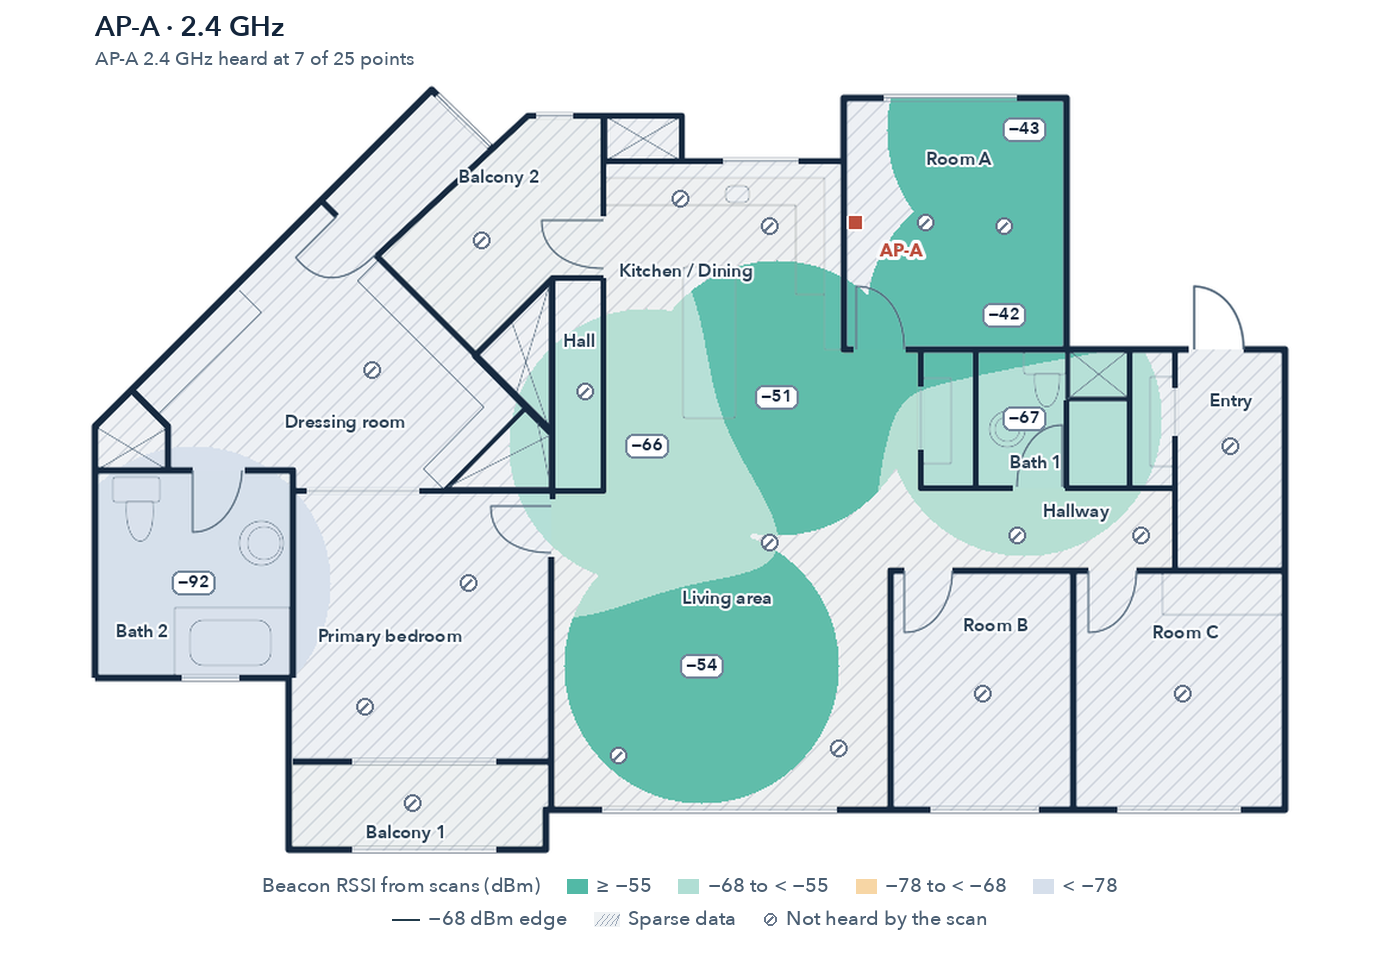 AP-A · 2.4 GHz
AP-A 2.4 GHz heard at 7 of 25 points
−43
Room A
Balcony 2
AP-A
Kitchen / Dining
−42
Hall
−51
Entry
Dressing room
−67
−66
Bath 1
Hallway
−92
Living area
Bath 2
Primary bedroom
Room B
Room C
−54
Balcony 1
Beacon RSSI from scans (dBm) ≥ −55 −68 to < −55 −78 to < −68 < −78
−68 dBm edge Sparse data Not heard by the scan